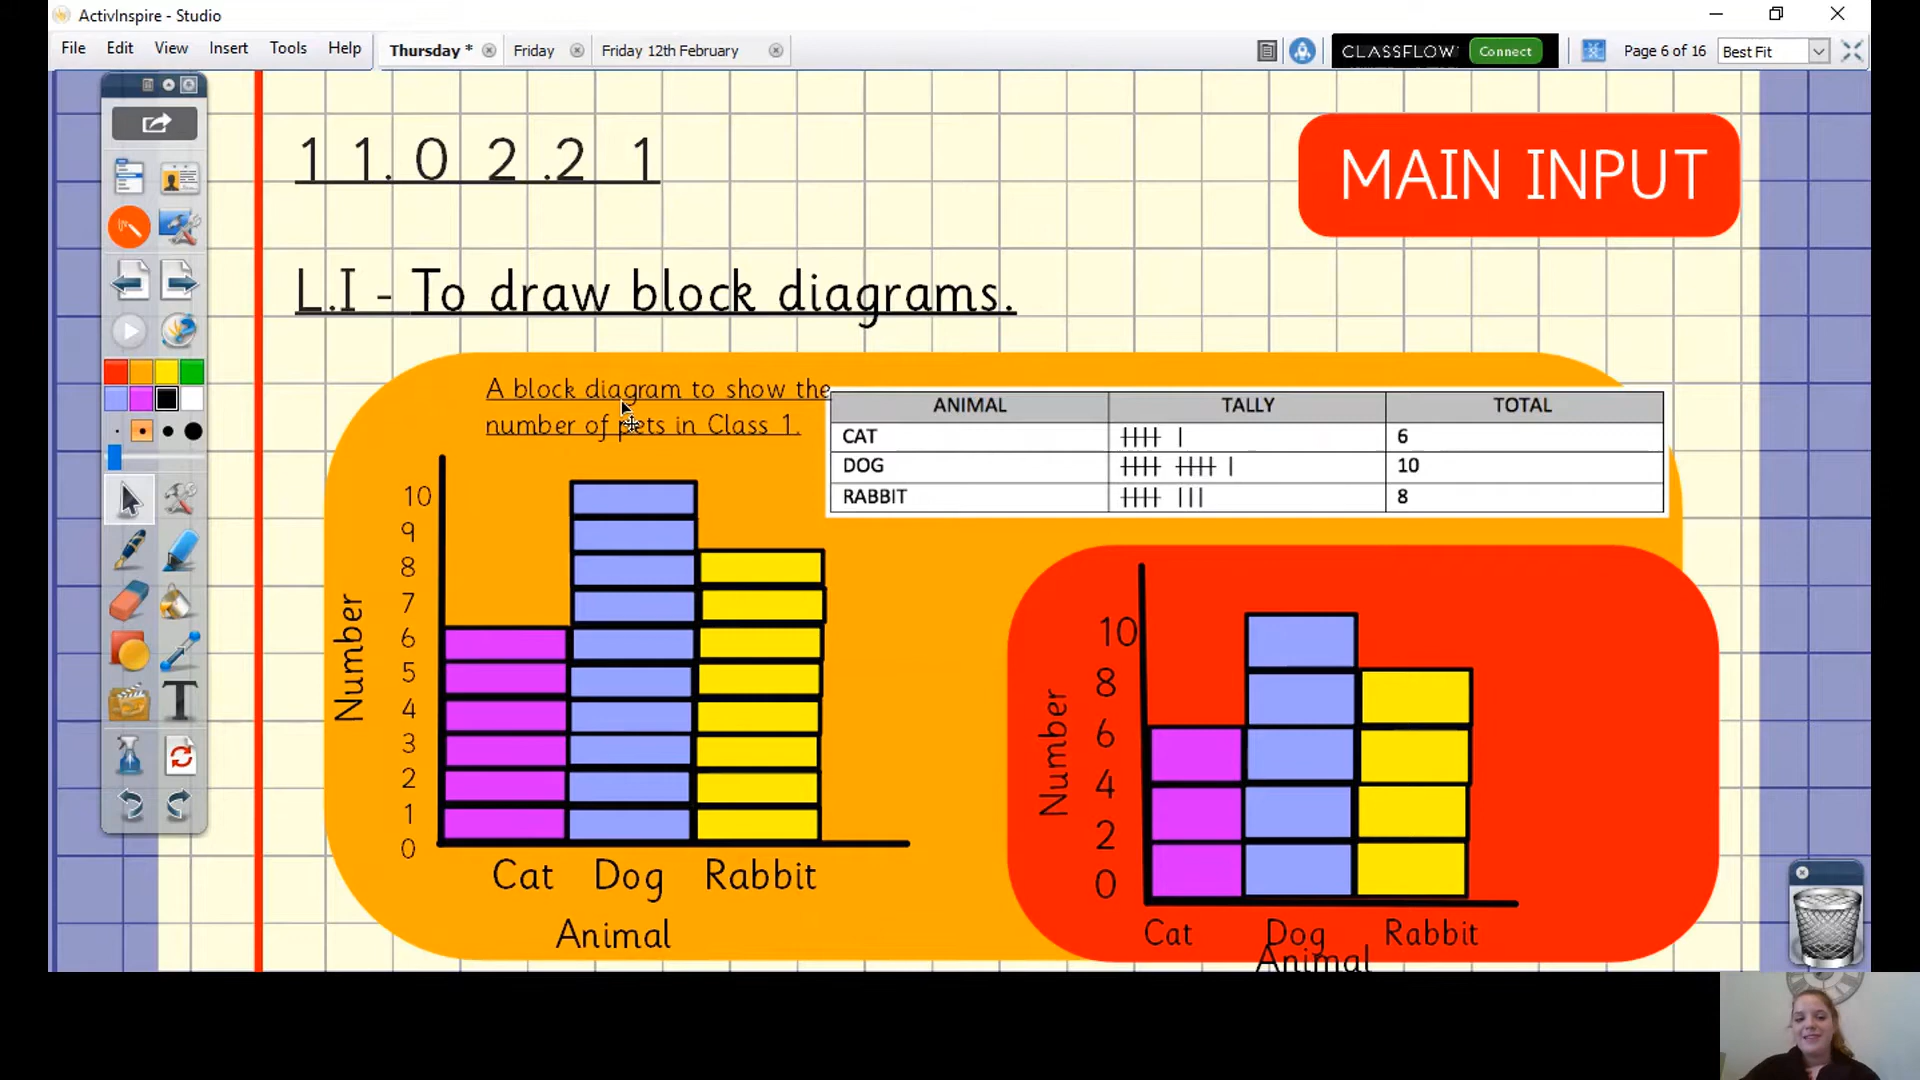 ActivInspire - Studio
File Edit View Insert Tools Help
Thursday * Friday Friday 12th February
CLASSFLOW Connect
Page 6 of 16 Best Fit
11.02.21
MAIN INPUT
L.I - To draw block diagrams.
A block diagram to show the
number of pets in Class 1.
ANIMAL TALLY TOTAL
CAT 6
DOG 10
RABBIT 8
Number
10
9
8
7
6
5
4
3
2
1
0
Cat Dog Rabbit
Animal
Number
10
8
6
4
2
0
Cat Dog Rabbit
Animal
T